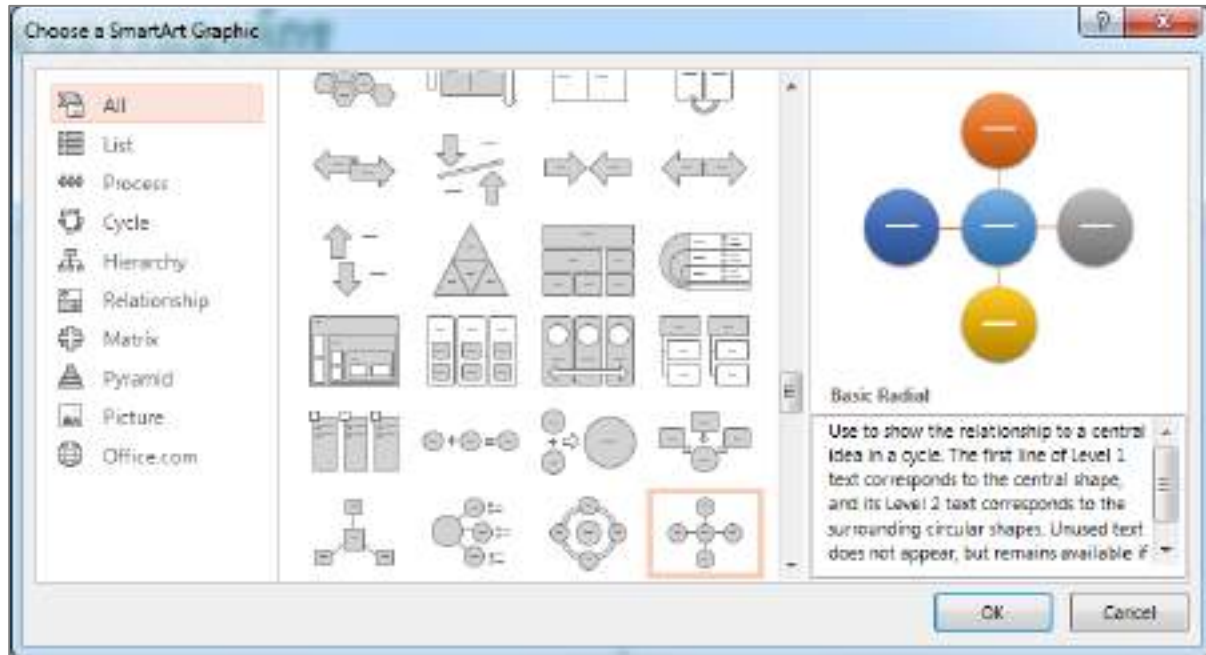 Choose a SmartArt Graphic
?
All
List
Process
Cycle
Hierarchy
Relationship
Matrix
Pyramid
Picture
Office.com
Basic Radial
Use to show the relationship to a central
idea in a cycle. The first line of Level 1
text corresponds to the central shape,
and its Level 2 text corresponds to the
surrounding circular shapes. Unused text
does not appear, but remains available if
OK
Cancel